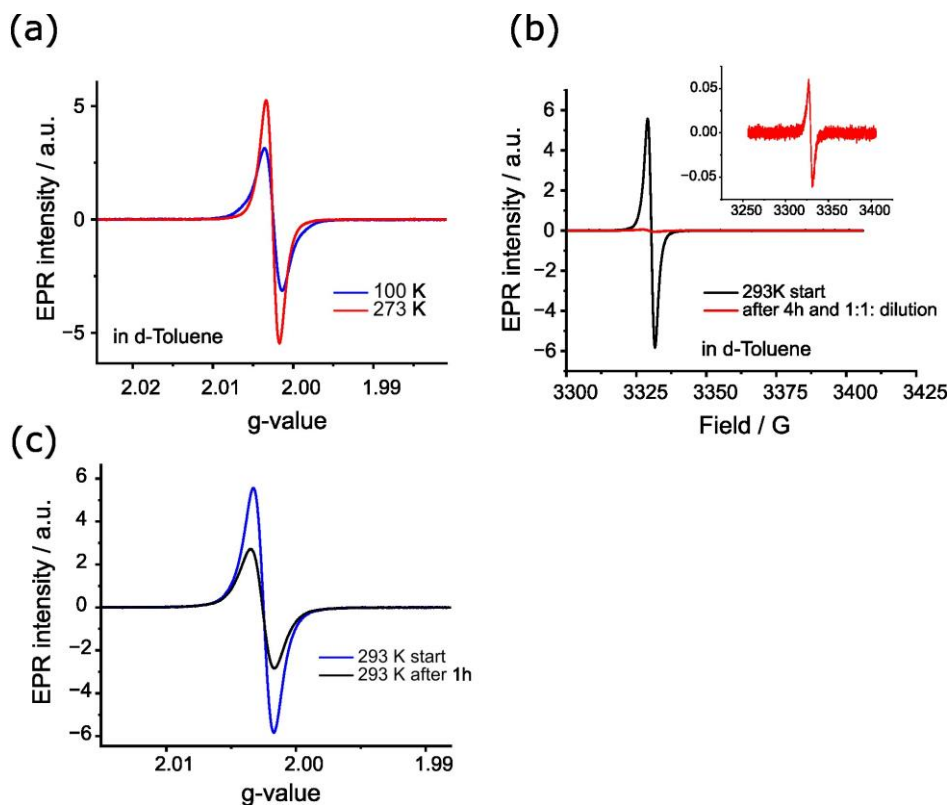 (a)
EPR intensity / a.u.
5
0
−5
100 K
273 K
in d-Toluene
2.02 2.01 2.00 1.99
g-value
(b)
EPR intensity / a.u.
6
4
2
0
−2
−4
−6
0.05
0.00
−0.05
3250 3300 3350 3400
293K start
after 4h and 1:1: dilution
in d-Toluene
3300 3325 3350 3375 3400 3425
Field / G
(c)
EPR intensity / a.u.
6
4
2
0
−2
−4
−6
293 K start
293 K after 1h
2.01 2.00 1.99
g-value